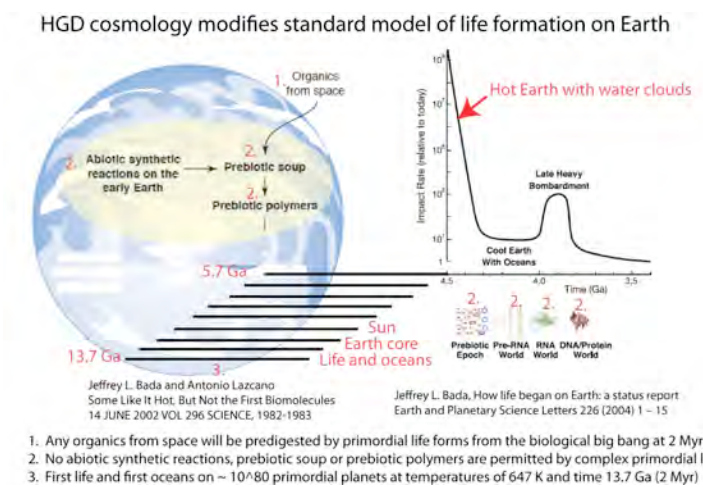 HGD cosmology modifies standard model of life formation on Earth
1. Organics
from space
2. Abiotic synthetic
reactions on the
early Earth
2.
Prebiotic soup
2.
Prebiotic polymers
5.7 Ga
13.7 Ga
Sun
Earth core
Life and oceans
3.
Jeffrey L. Bada and Antonio Lazcano
Some Like It Hot, But Not the First Biomolecules
14 JUNE 2002 VOL 296 SCIENCE, 1982-1983
Impact Rate (relative to today)
1
Hot Earth with water clouds
Late Heavy
Bombardment
Cool Earth
With Oceans
4,5
4,0
3,5
Time (Ga)
2.
2.
2.
2.
Prebiotic
Epoch
Pre-RNA
World
RNA
World
DNA/Protein
World
Jeffrey L. Bada, How life began on Earth: a status report
Earth and Planetary Science Letters 226 (2004) 1 – 15
1. Any organics from space will be predigested by primordial life forms from the biological big bang at 2 Myr
2. No abiotic synthetic reactions, prebiotic soup or prebiotic polymers are permitted by complex primordial l
3. First life and first oceans on ~ 10^80 primordial planets at temperatures of 647 K and time 13.7 Ga (2 Myr)